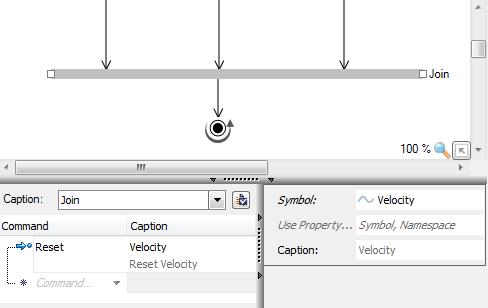 Join
100 %
Caption: Join
Command Caption
Reset Velocity
Reset Velocity
Command...
Symbol: Velocity
Use Property... Symbol, Namespace
Caption: Velocity